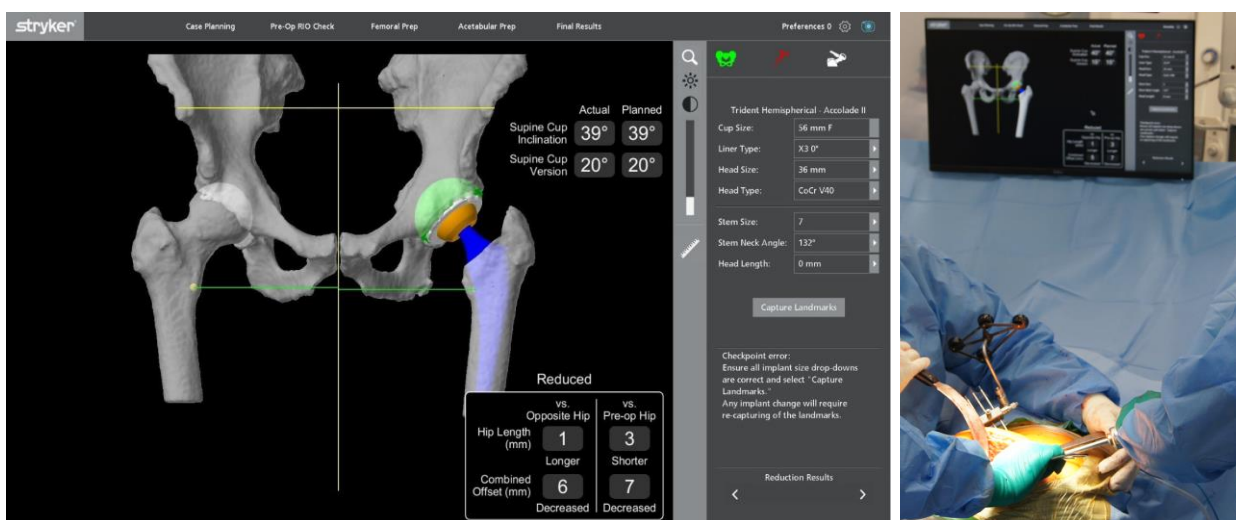 stryker
Case Planning
Pre-Op RIO Check
Femoral Prep
Acetabular Prep
Final Results
Preferences 0
Actual Planned
Supine Cup
Inclination 39° 39°
Supine Cup
Version 20° 20°
Trident Hemispherical - Accolade II
Cup Size: 56 mm F
Liner Type: X3 0°
Head Size: 36 mm
Head Type: CoCr V40
Stem Size: 7
Stem Neck Angle: 132°
Head Length: 0 mm
Capture Landmarks
Checkpoint error:
Ensure all implant size drop-downs
are correct and select "Capture
Landmarks."
Any implant change will require
re-capturing of the landmarks.
Reduction Results
Reduced
vs. vs.
Opposite Hip Pre-op Hip
Hip Length
(mm) 1 3
Longer Shorter
Combined
Offset (mm) 6 7
Decreased Decreased
stryker
Actual Planned
Reduced